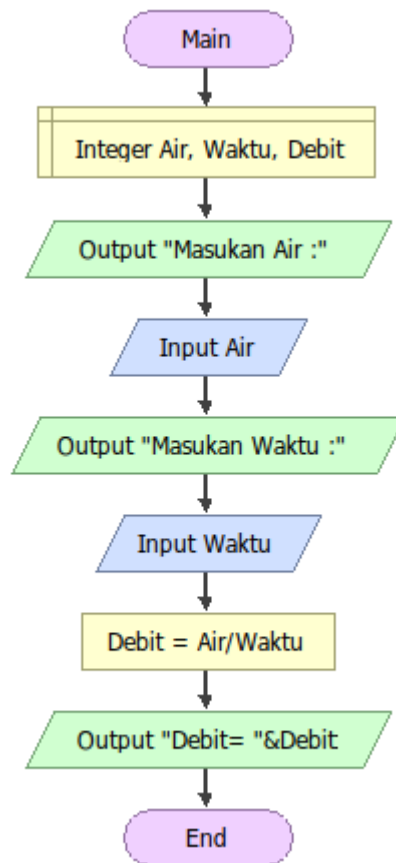 Main
Integer Air, Waktu, Debit
Output "Masukan Air :"
Input Air
Output "Masukan Waktu :"
Input Waktu
Debit = Air/Waktu
Output "Debit= "&Debit
End